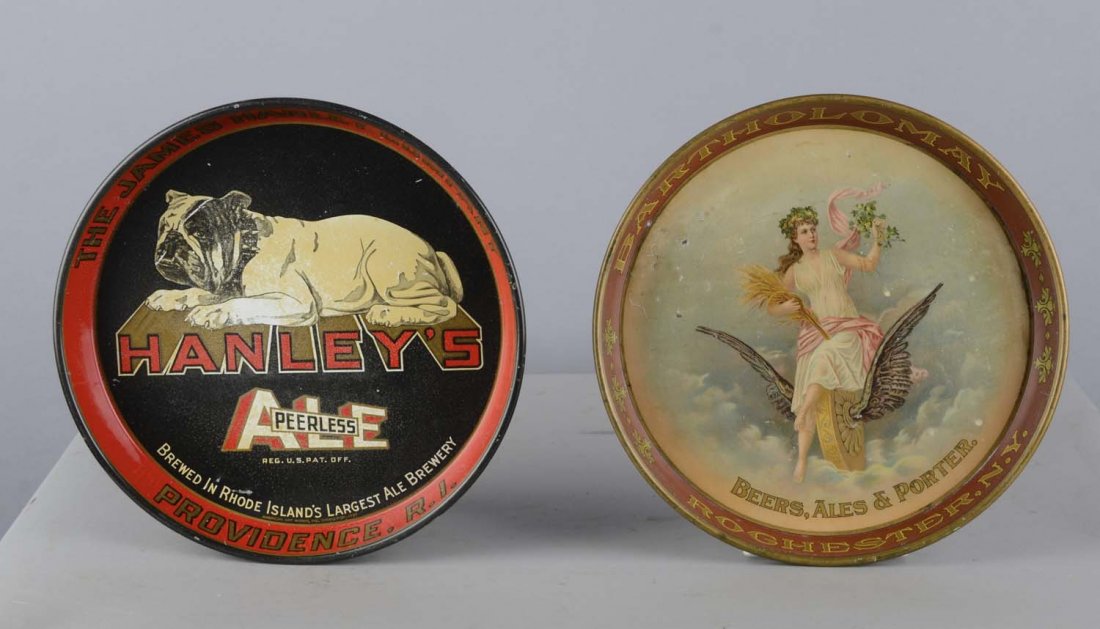 THE JAMES HANLEY
HANLEY'S
PEERLESS
ALE
REG. U.S. PAT. OFF.
BREWED IN RHODE ISLAND'S LARGEST ALE BREWERY
PROVIDENCE. R.I.
BARTHOLOMAY
BEERS, ALES & PORTER.
ROCHESTER, N.Y.